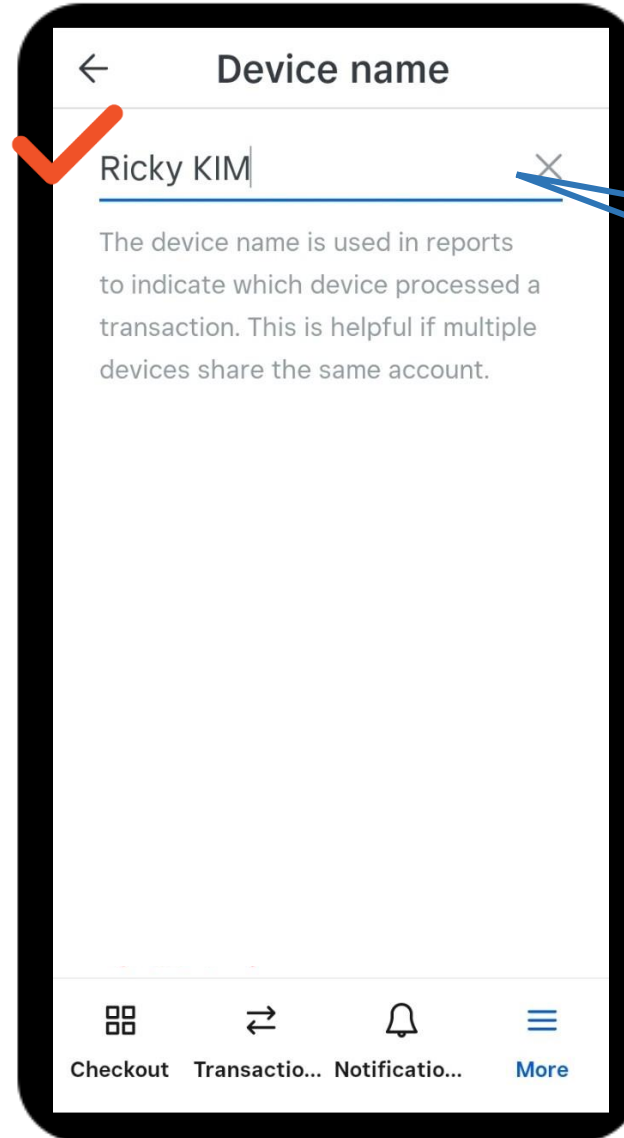 Device name
Ricky KIM
The device name is used in reports
to indicate which device processed a
transaction. This is helpful if multiple
devices share the same account.
Checkout Transactio... Notificatio... More